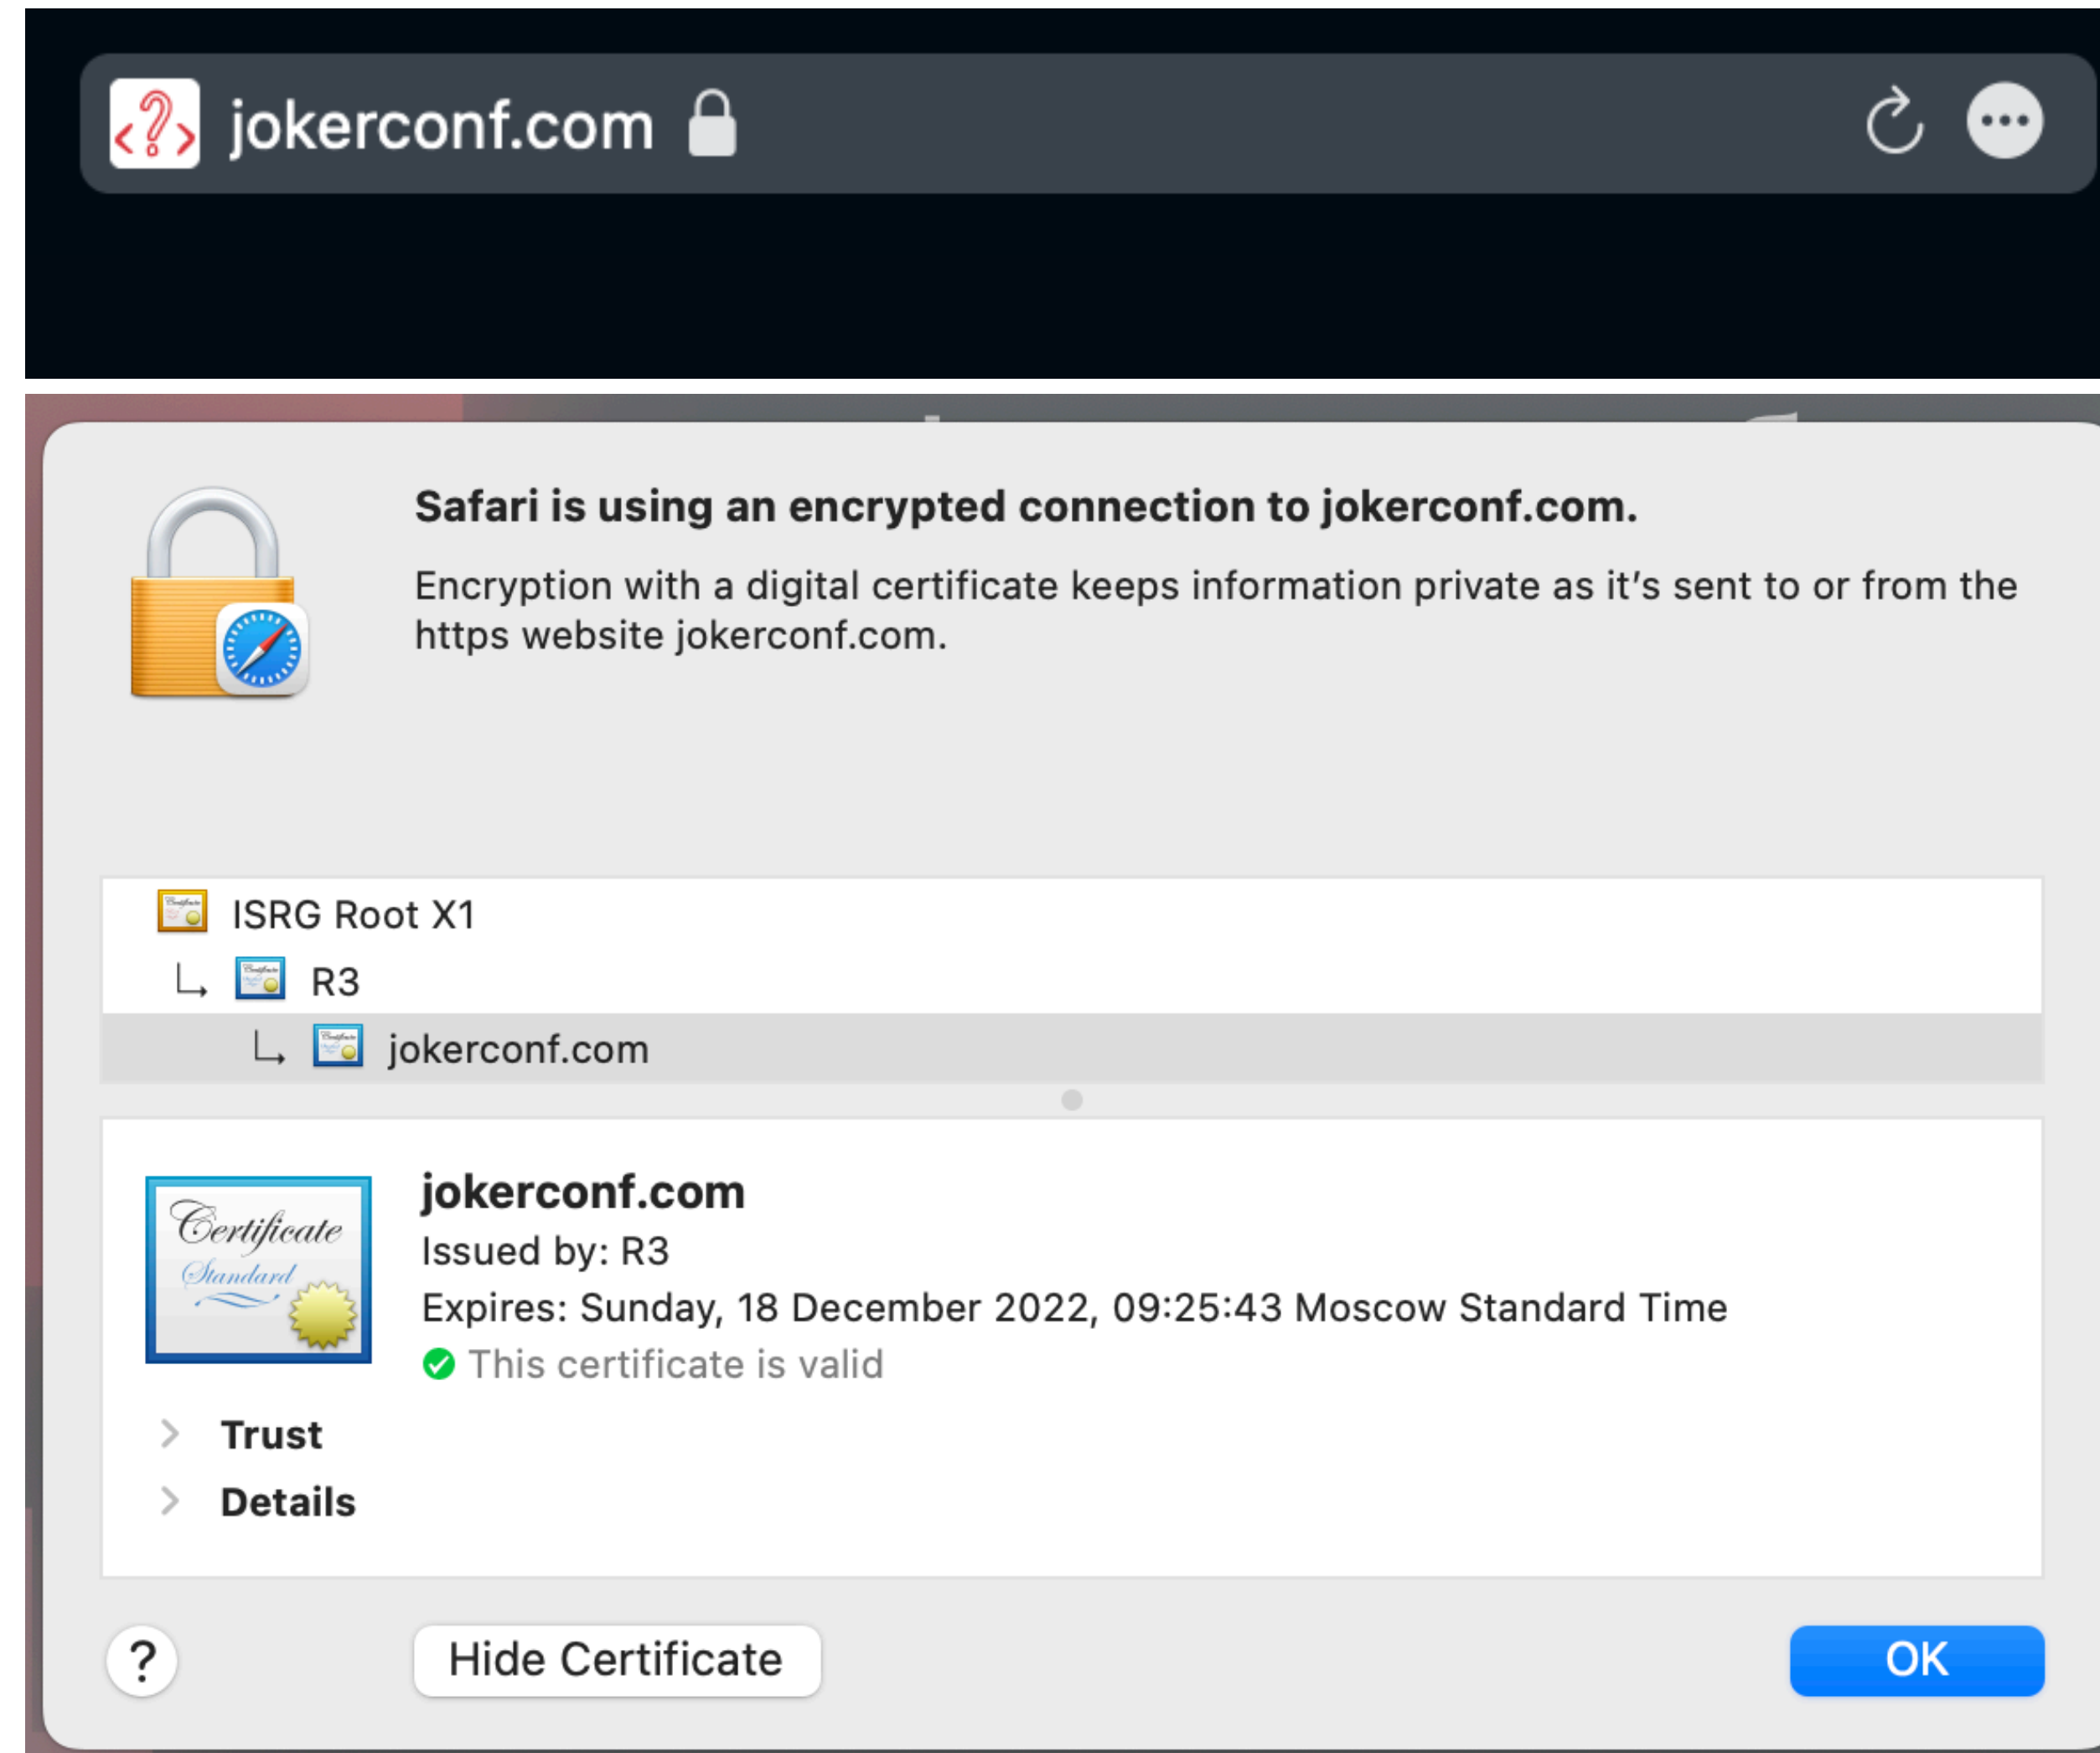 jokerconf.com
Safari is using an encrypted connection to jokerconf.com.
Encryption with a digital certificate keeps information private as it's sent to or from the
https website jokerconf.com.
ISRG Root X1
R3
jokerconf.com
Certificate
Standard
jokerconf.com
Issued by: R3
Expires: Sunday, 18 December 2022, 09:25:43 Moscow Standard Time
This certificate is valid
Trust
Details
?
Hide Certificate
OK